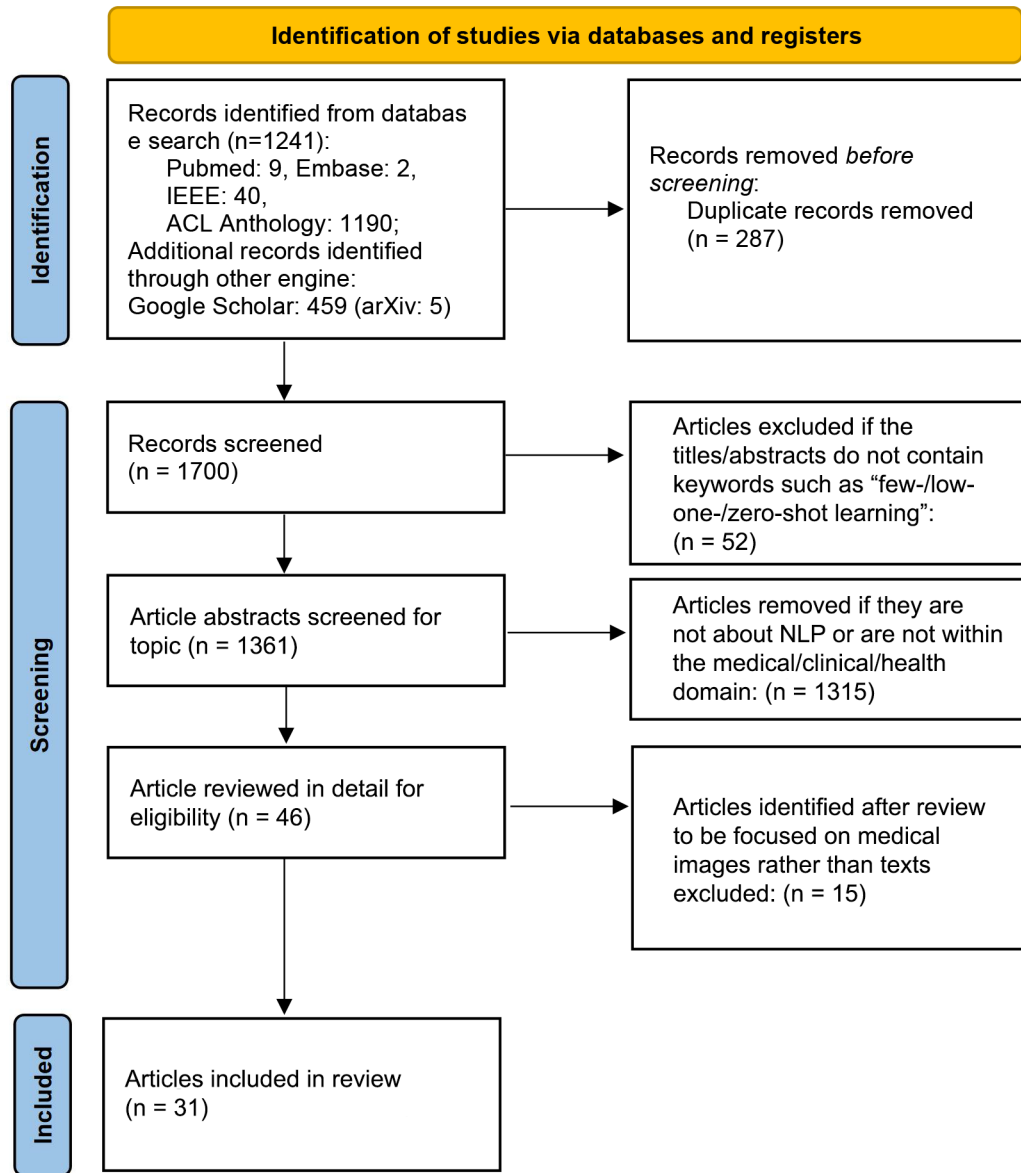 Identification of studies via databases and registers
Identification
Records identified from databas
e search (n=1241):
Pubmed: 9, Embase: 2,
IEEE: 40,
ACL Anthology: 1190;
Additional records identified
through other engine:
Google Scholar: 459 (arXiv: 5)
Records removed before
screening:
Duplicate records removed
(n = 287)
Screening
Records screened
(n = 1700)
Articles excluded if the
titles/abstracts do not contain
keywords such as “few-/low-
one-/zero-shot learning”:
(n = 52)
Article abstracts screened for
topic (n = 1361)
Articles removed if they are
not about NLP or are not within
the medical/clinical/health
domain: (n = 1315)
Article reviewed in detail for
eligibility (n = 46)
Articles identified after review
to be focused on medical
images rather than texts
excluded: (n = 15)
Included
Articles included in review
(n = 31)